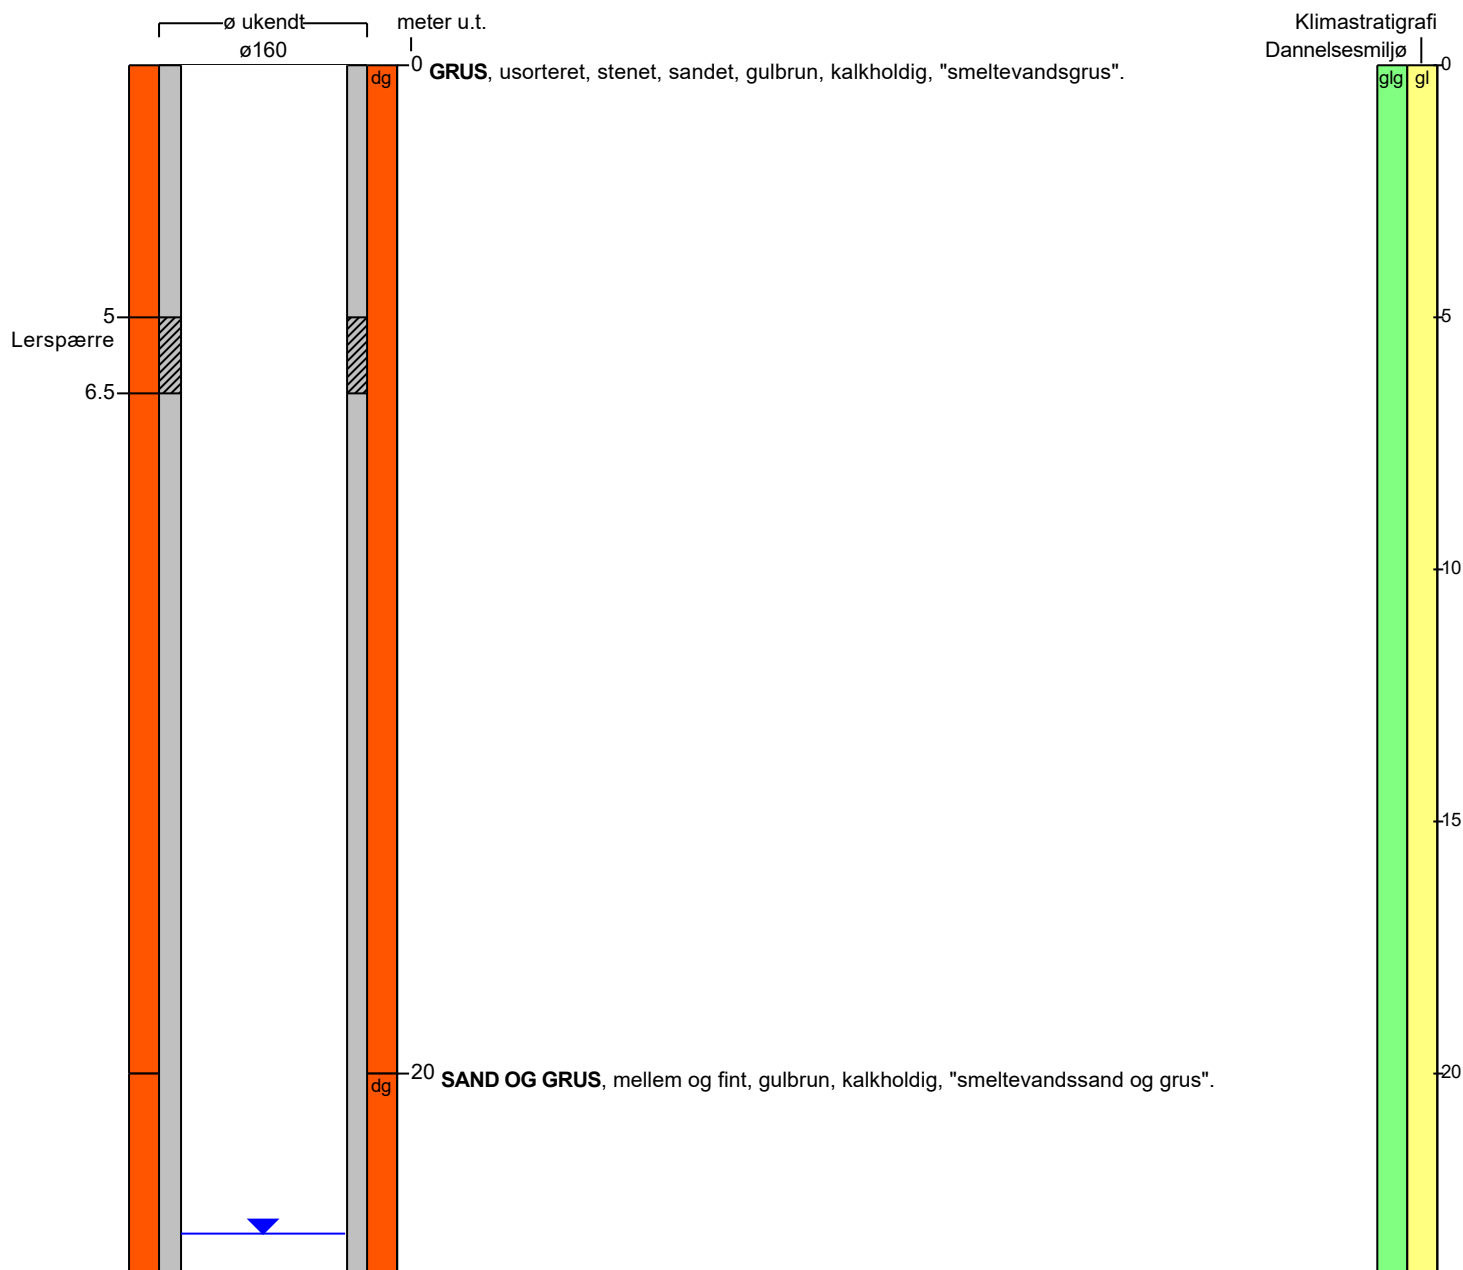 ø ukendt
meter u.t.
Klimastratigrafi
ø160
Dannelsesmiljø
dg
0
GRUS, usorteret, stenet, sandet, gulbrun, kalkholdig, "smeltevandsgrus".
glg
gl
0
5
5
Lerspærre
6.5
10
15
dg
20
SAND OG GRUS, mellem og fint, gulbrun, kalkholdig, "smeltevandssand og grus".
20